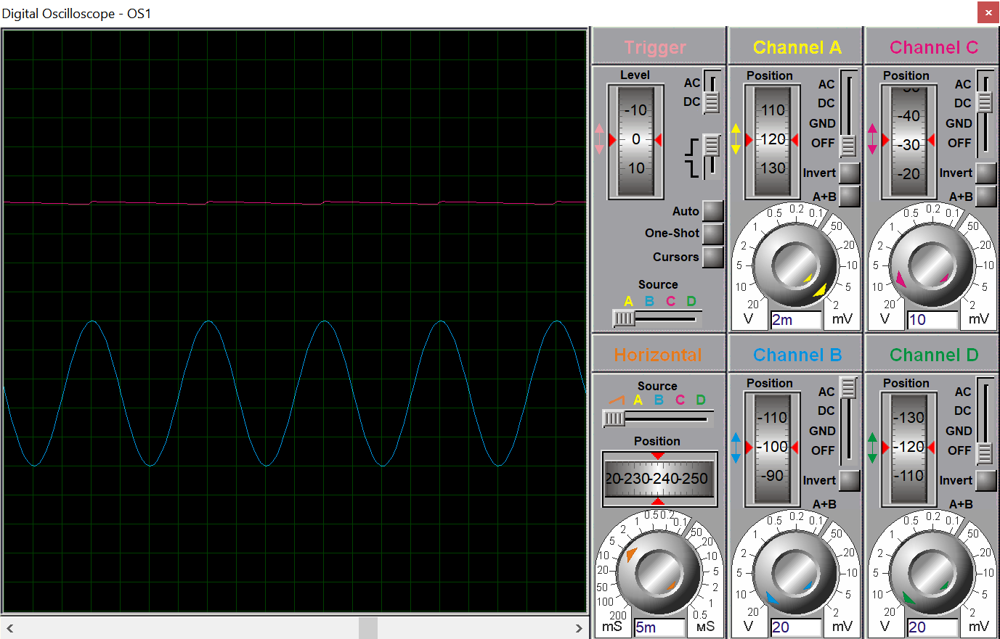 Digital Oscilloscope - OS1
Trigger
Level
AC
DC
-10
0
10
Auto
One-Shot
Cursors
Source
A B C D
Channel A
Position
AC
DC
GND
OFF
110
120
130
Invert
A+B
20
10
5
2
1
0.5
0.2
0.1
50
20
10
5
2
V
2m
mV
Channel C
Position
AC
DC
GND
OFF
-40
-30
-20
Invert
A+B
20
10
5
2
1
0.5
0.2
0.1
50
20
10
5
2
V
10
mV
Horizontal
Source
A B C D
Position
20-230-240-250
200
100
50
20
10
5
2
1
0.5
0.2
0.1
50
20
10
5
2
1
0.5
mS
5m
мS
Channel B
Position
AC
DC
GND
OFF
-110
-100
-90
Invert
A+B
20
10
5
2
1
0.5
0.2
0.1
50
20
10
5
2
V
20
mV
Channel D
Position
AC
DC
GND
OFF
-130
-120
-110
Invert
A+B
20
10
5
2
1
0.5
0.2
0.1
50
20
10
5
2
V
20
mV